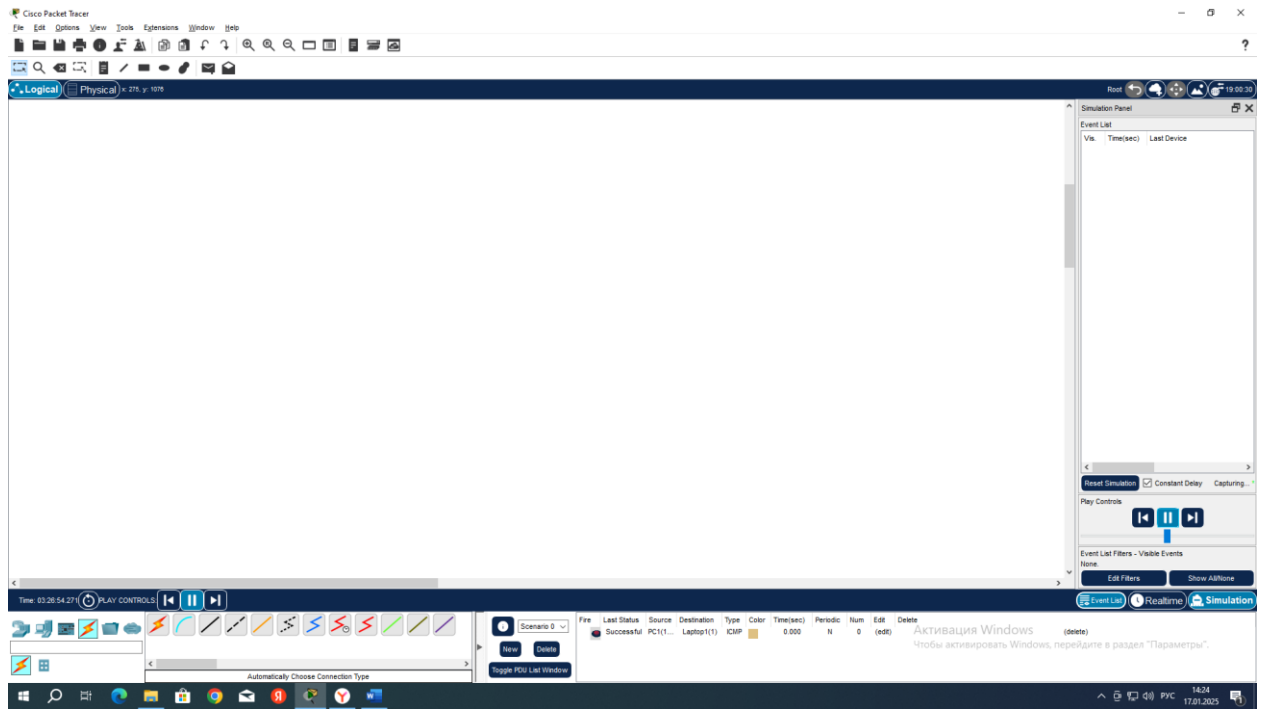 Cisco Packet Tracer
File Edit Options View Tools Extensions Window Help
?
Logical Physical x: 275, y: 1076 Root 19:00:30
Simulation Panel
Event List
Vis. Time(sec) Last Device
Reset Simulation Constant Delay Capturing...
Play Controls
Event List Filters - Visible Events
None.
Edit Filters Show All/None
Time: 03:26:54.271 PLAY CONTROLS: Event List Realtime Simulation
Scenario 0
New Delete
Toggle PDU List Window
Fire Last Status Source Destination Type Color Time(sec) Periodic Num Edit Delete
Successful PC1(1... Laptop1(1) ICMP 0.000 N 0 (edit) (delete)
Активация Windows
Чтобы активировать Windows, перейдите в раздел "Параметры".
Automatically Choose Connection Type
РУС 14:24
17.01.2025